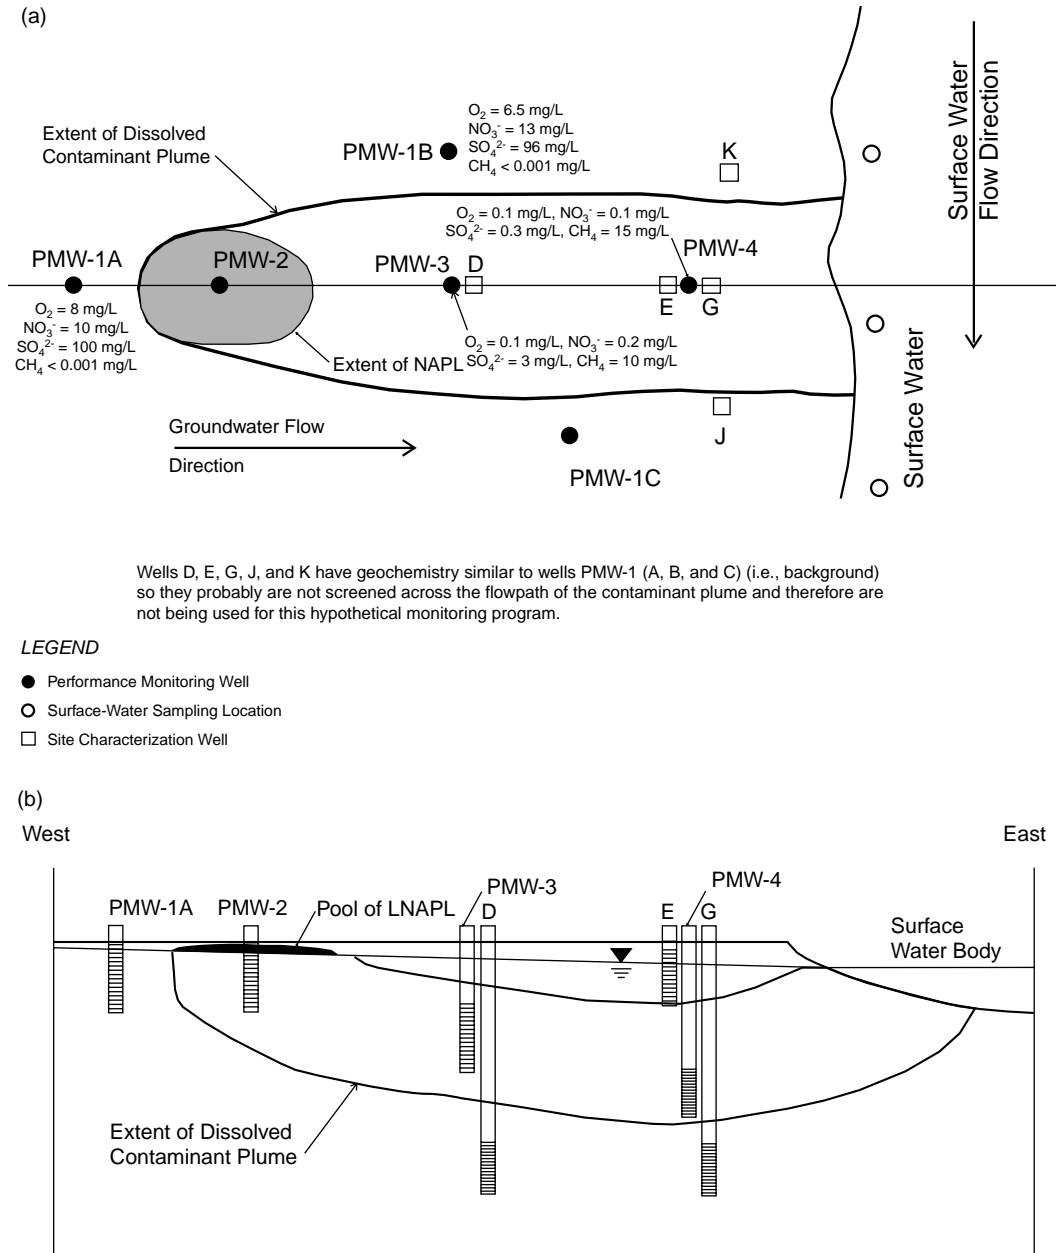 (a)
O₂ = 6.5 mg/L
NO₃⁻ = 13 mg/L
SO₄²⁻ = 96 mg/L
CH₄ < 0.001 mg/L
Extent of Dissolved
Contaminant Plume
PMW-1B
K
Surface Water
Flow Direction
O₂ = 0.1 mg/L, NO₃⁻ = 0.1 mg/L
SO₄²⁻ = 0.3 mg/L, CH₄ = 15 mg/L
PMW-1A
PMW-2
PMW-3
D
PMW-4
E
G
O₂ = 8 mg/L
NO₃⁻ = 10 mg/L
SO₄²⁻ = 100 mg/L
CH₄ < 0.001 mg/L
O₂ = 0.1 mg/L, NO₃⁻ = 0.2 mg/L
SO₄²⁻ = 3 mg/L, CH₄ = 10 mg/L
Extent of NAPL
Groundwater Flow
Direction
J
PMW-1C
Surface Water
Wells D, E, G, J, and K have geochemistry similar to wells PMW-1 (A, B, and C) (i.e., background)
so they probably are not screened across the flowpath of the contaminant plume and therefore are
not being used for this hypothetical monitoring program.
LEGEND
Performance Monitoring Well
Surface-Water Sampling Location
Site Characterization Well
(b)
West
East
PMW-1A
PMW-2
Pool of LNAPL
PMW-3
D
E
PMW-4
G
Surface
Water Body
Extent of Dissolved
Contaminant Plume